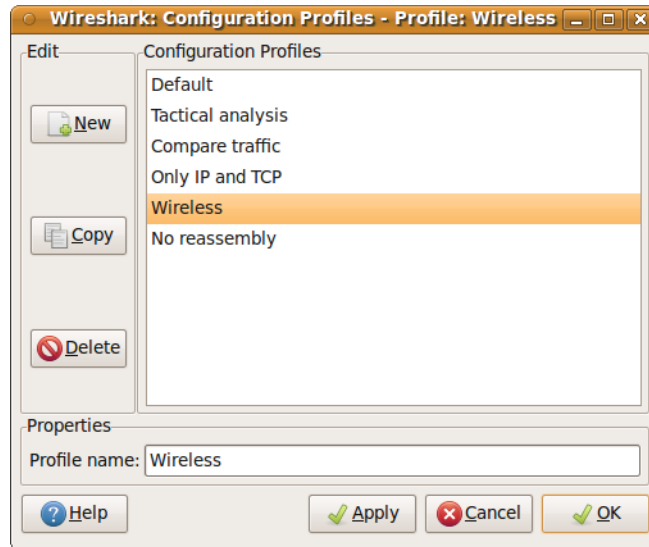 Wireshark: Configuration Profiles - Profile: Wireless
Edit
New
Copy
Delete
Configuration Profiles
Default
Tactical analysis
Compare traffic
Only IP and TCP
Wireless
No reassembly
Properties
Profile name: Wireless
Help Apply Cancel OK